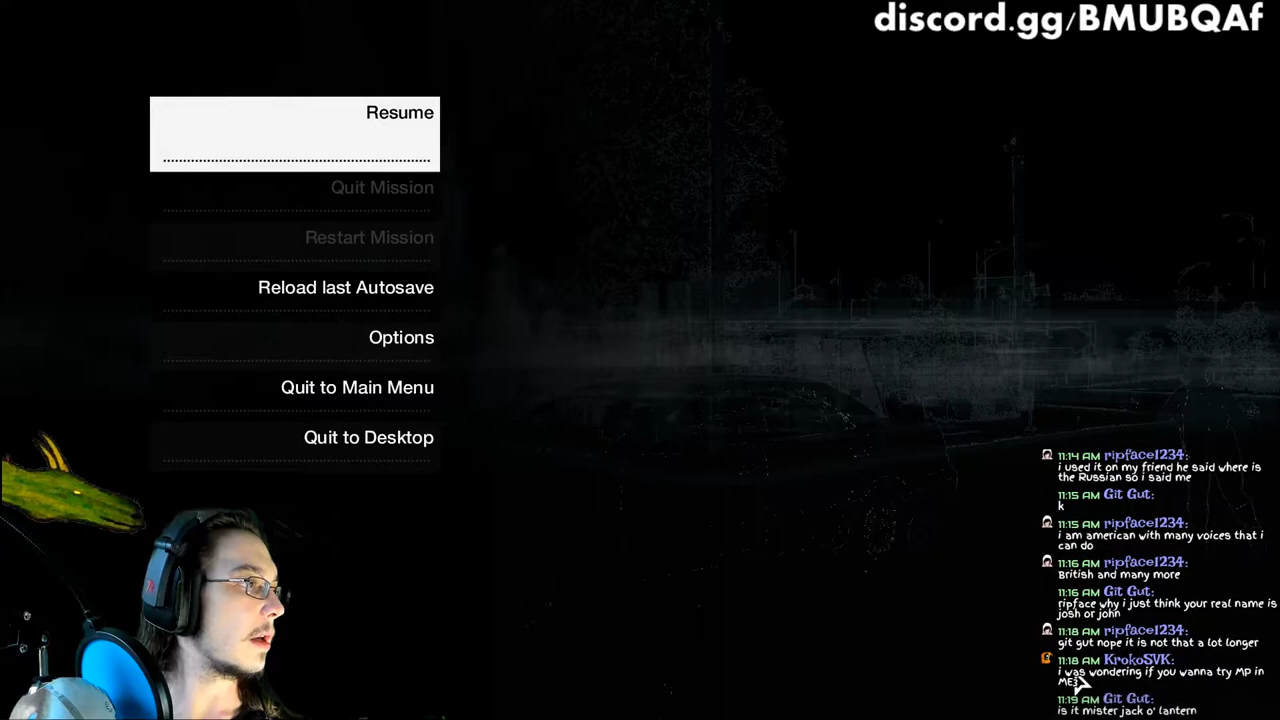 discord.gg/BMUBQAf
Resume
Quit Mission
Restart Mission
Reload last Autosave
Options
Quit to Main Menu
Quit to Desktop
11:14 AM ripface1234:
i used it on my friend he said where is
the Russian so i said me
11:15 AM Git Gut:
k
11:15 AM ripface1234:
i am american with many voices that i
can do
11:16 AM ripface1234:
British and many more
11:16 AM Git Gut:
ripface why i just think your real name is
josh or john
11:18 AM ripface1234:
git gut nope it is not that a lot longer
11:18 AM KrokoSVK:
i was wondering if you wanna try MP in
ME3
11:19 AM Git Gut:
is it mister jack o' lantern